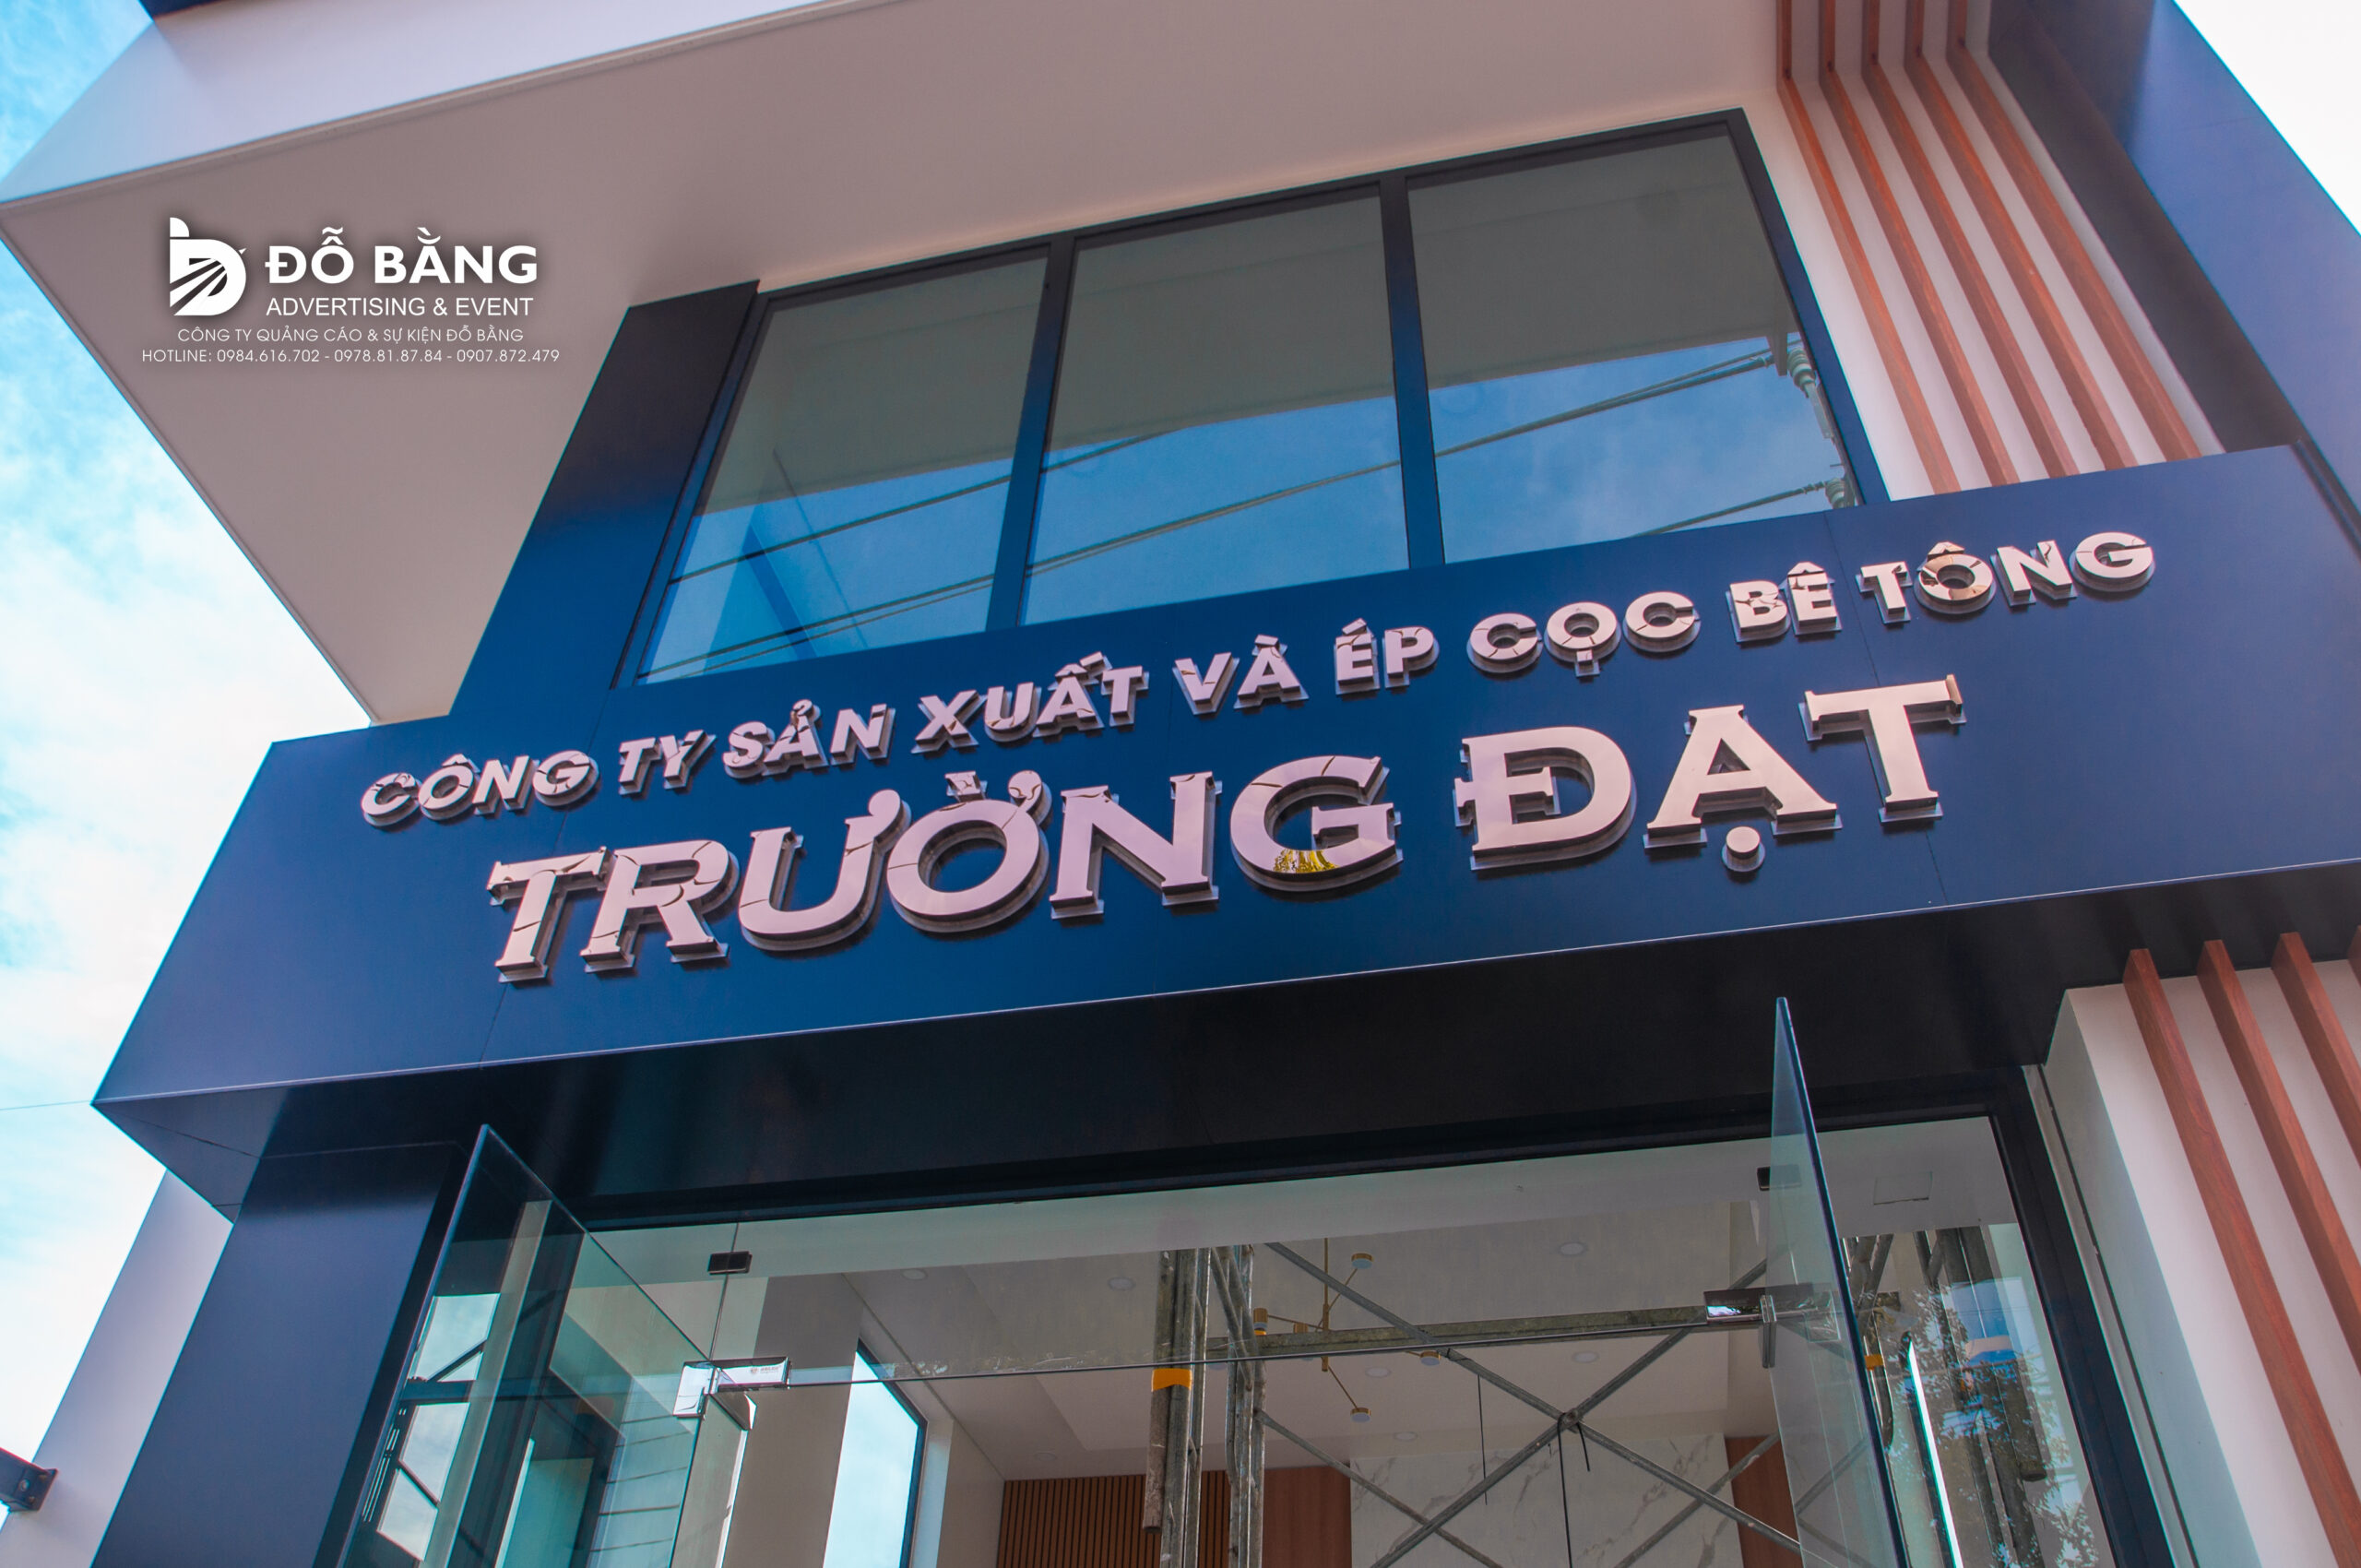 ĐỖ BẰNG
ADVERTISING & EVENT
CÔNG TY QUẢNG CÁO & SỰ KIỆN ĐỖ BẰNG
HOTLINE: 0984.616.702 - 0978.81.87.84 - 0907.872.479
CÔNG TY SẢN XUẤT VÀ ÉP CỌC BÊ TÔNG
TRƯỜNG ĐẠT